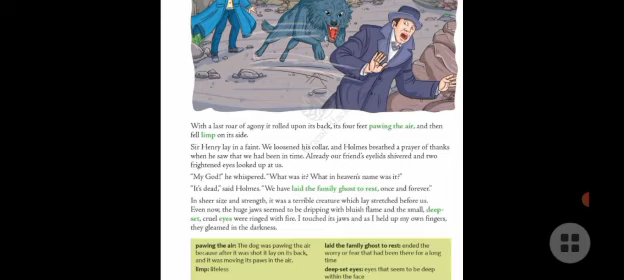 With a last roar of agony it rolled upon its back, its four feet pawing the air, and then
fell limp on its side.
Sir Henry lay in a faint. We loosened his collar, and Holmes breathed a prayer of thanks
when he saw that we had been in time. Already our friend's eyelids shivered and two
frightened eyes looked up at us.
"My God!" he whispered. "What was it? What in heaven's name was it?"
"It's dead," said Holmes. "We have laid the family ghost to rest, once and forever."
In sheer size and strength, it was a terrible creature which lay stretched before us.
Even now, the huge jaws seemed to be dripping with bluish flame and the small, deep-
set, cruel eyes were ringed with fire. I touched its jaws and as I held up my own fingers,
they gleamed in the darkness.
pawing the air: The dog was pawing the air
because after it was shot it lay on its back,
and it was moving its paws in the air.
limp: lifeless
laid the family ghost to rest: ended the
worry or fear that had been there for a long
time
deep-set eyes: eyes that seem to be deep
within the face